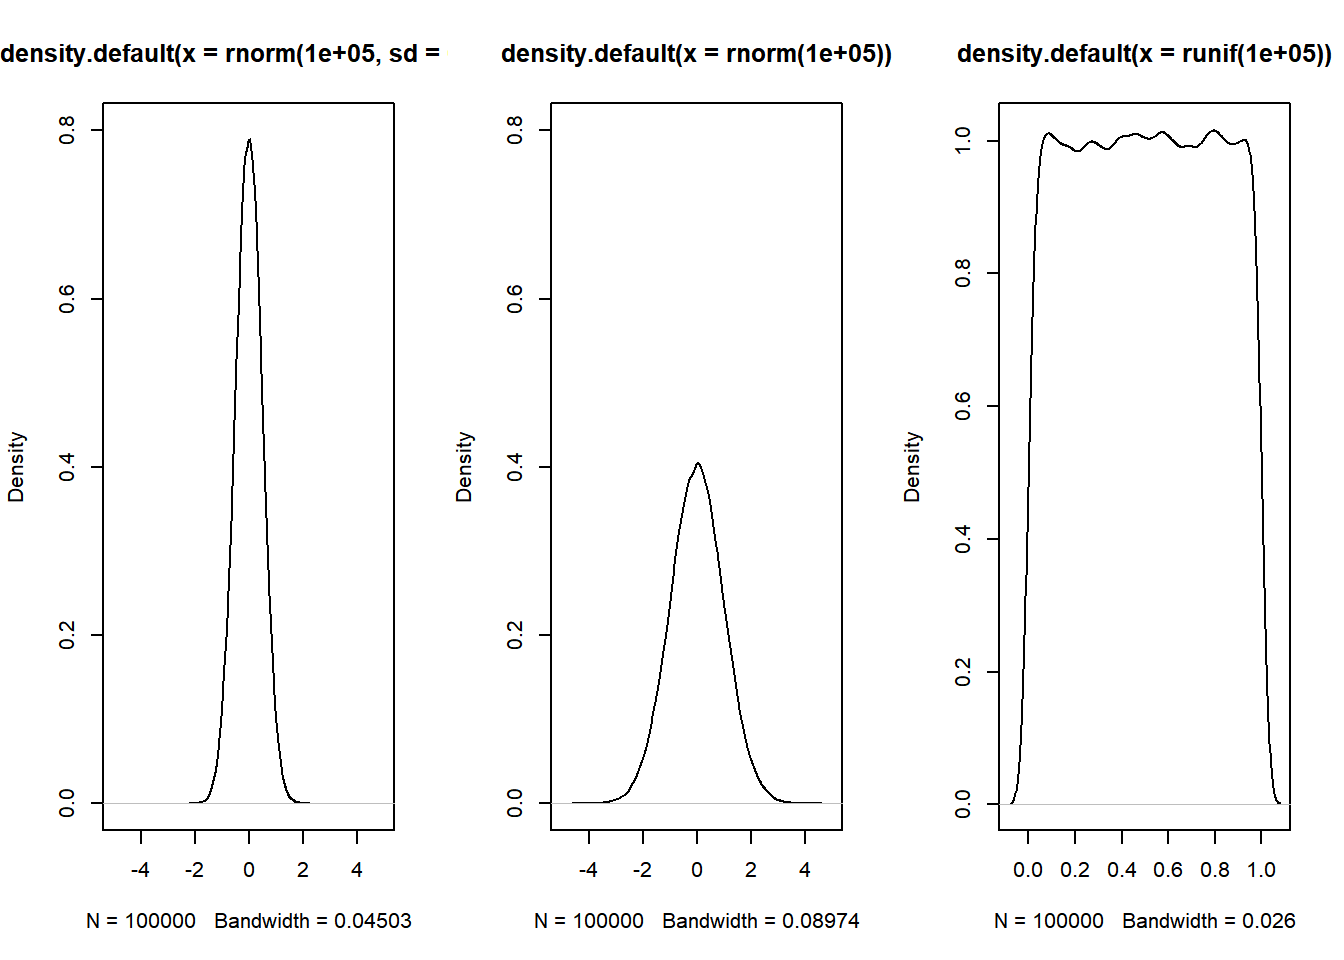 density.default(x = rnorm(1e+05, sd =
Density
0.8
0.6
0.4
0.2
0.0
-4 -2 0 2 4
N = 100000 Bandwidth = 0.04503
density.default(x = rnorm(1e+05))
Density
0.8
0.6
0.4
0.2
0.0
-4 -2 0 2 4
N = 100000 Bandwidth = 0.08974
density.default(x = runif(1e+05))
Density
1.0
0.8
0.6
0.4
0.2
0.0
0.0 0.2 0.4 0.6 0.8 1.0
N = 100000 Bandwidth = 0.026